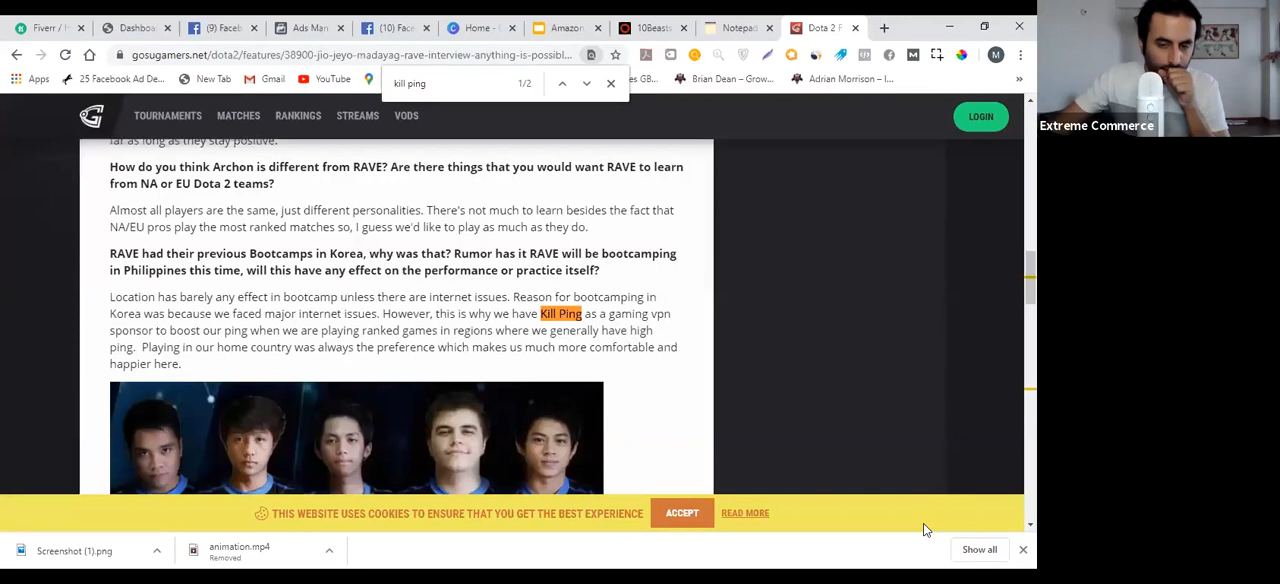 Fiverr / I
Dashboa
(9) Faceb
Ads Man
(10) Face
Home -
Amazon
10Beasts
Notepad
Dota 2 F
gosugamers.net/dota2/features/38900-jio-jeyo-madayag-rave-interview-anything-is-possibl...
M
Apps
25 Facebook Ad De...
New Tab
Gmail
YouTube
es GB...
Brian Dean – Grow...
Adrian Morrison – I...
kill ping
1/2
TOURNAMENTS
MATCHES
RANKINGS
STREAMS
VODS
LOGIN
Extreme Commerce
far as long as they stay positive.
How do you think Archon is different from RAVE? Are there things that you would want RAVE to learn
from NA or EU Dota 2 teams?
Almost all players are the same, just different personalities. There's not much to learn besides the fact that
NA/EU pros play the most ranked matches so, I guess we'd like to play as much as they do.
RAVE had their previous Bootcamps in Korea, why was that? Rumor has it RAVE will be bootcamping
in Philippines this time, will this have any effect on the performance or practice itself?
Location has barely any effect in bootcamp unless there are internet issues. Reason for bootcamping in
Korea was because we faced major internet issues. However, this is why we have Kill Ping as a gaming vpn
sponsor to boost our ping when we are playing ranked games in regions where we generally have high
ping. Playing in our home country was always the preference which makes us much more comfortable and
happier here.
THIS WEBSITE USES COOKIES TO ENSURE THAT YOU GET THE BEST EXPERIENCE
ACCEPT
READ MORE
Screenshot (1).png
animation.mp4
Removed
Show all